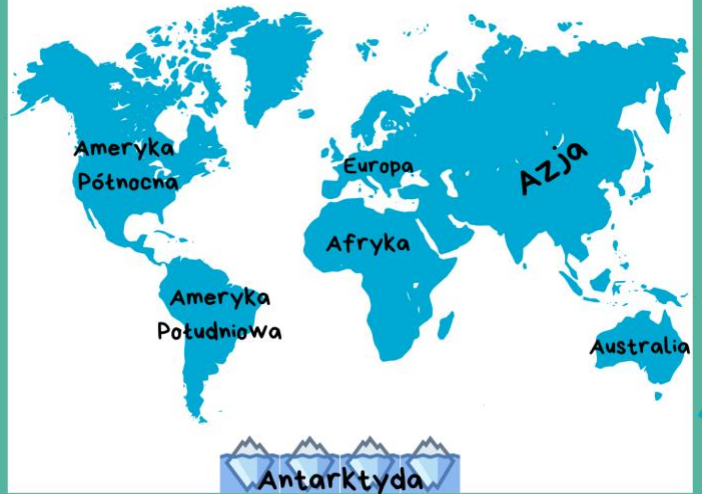 Ameryka
Północna
Europa
Azja
Afryka
Ameryka
Południowa
Australia
Antarktyda